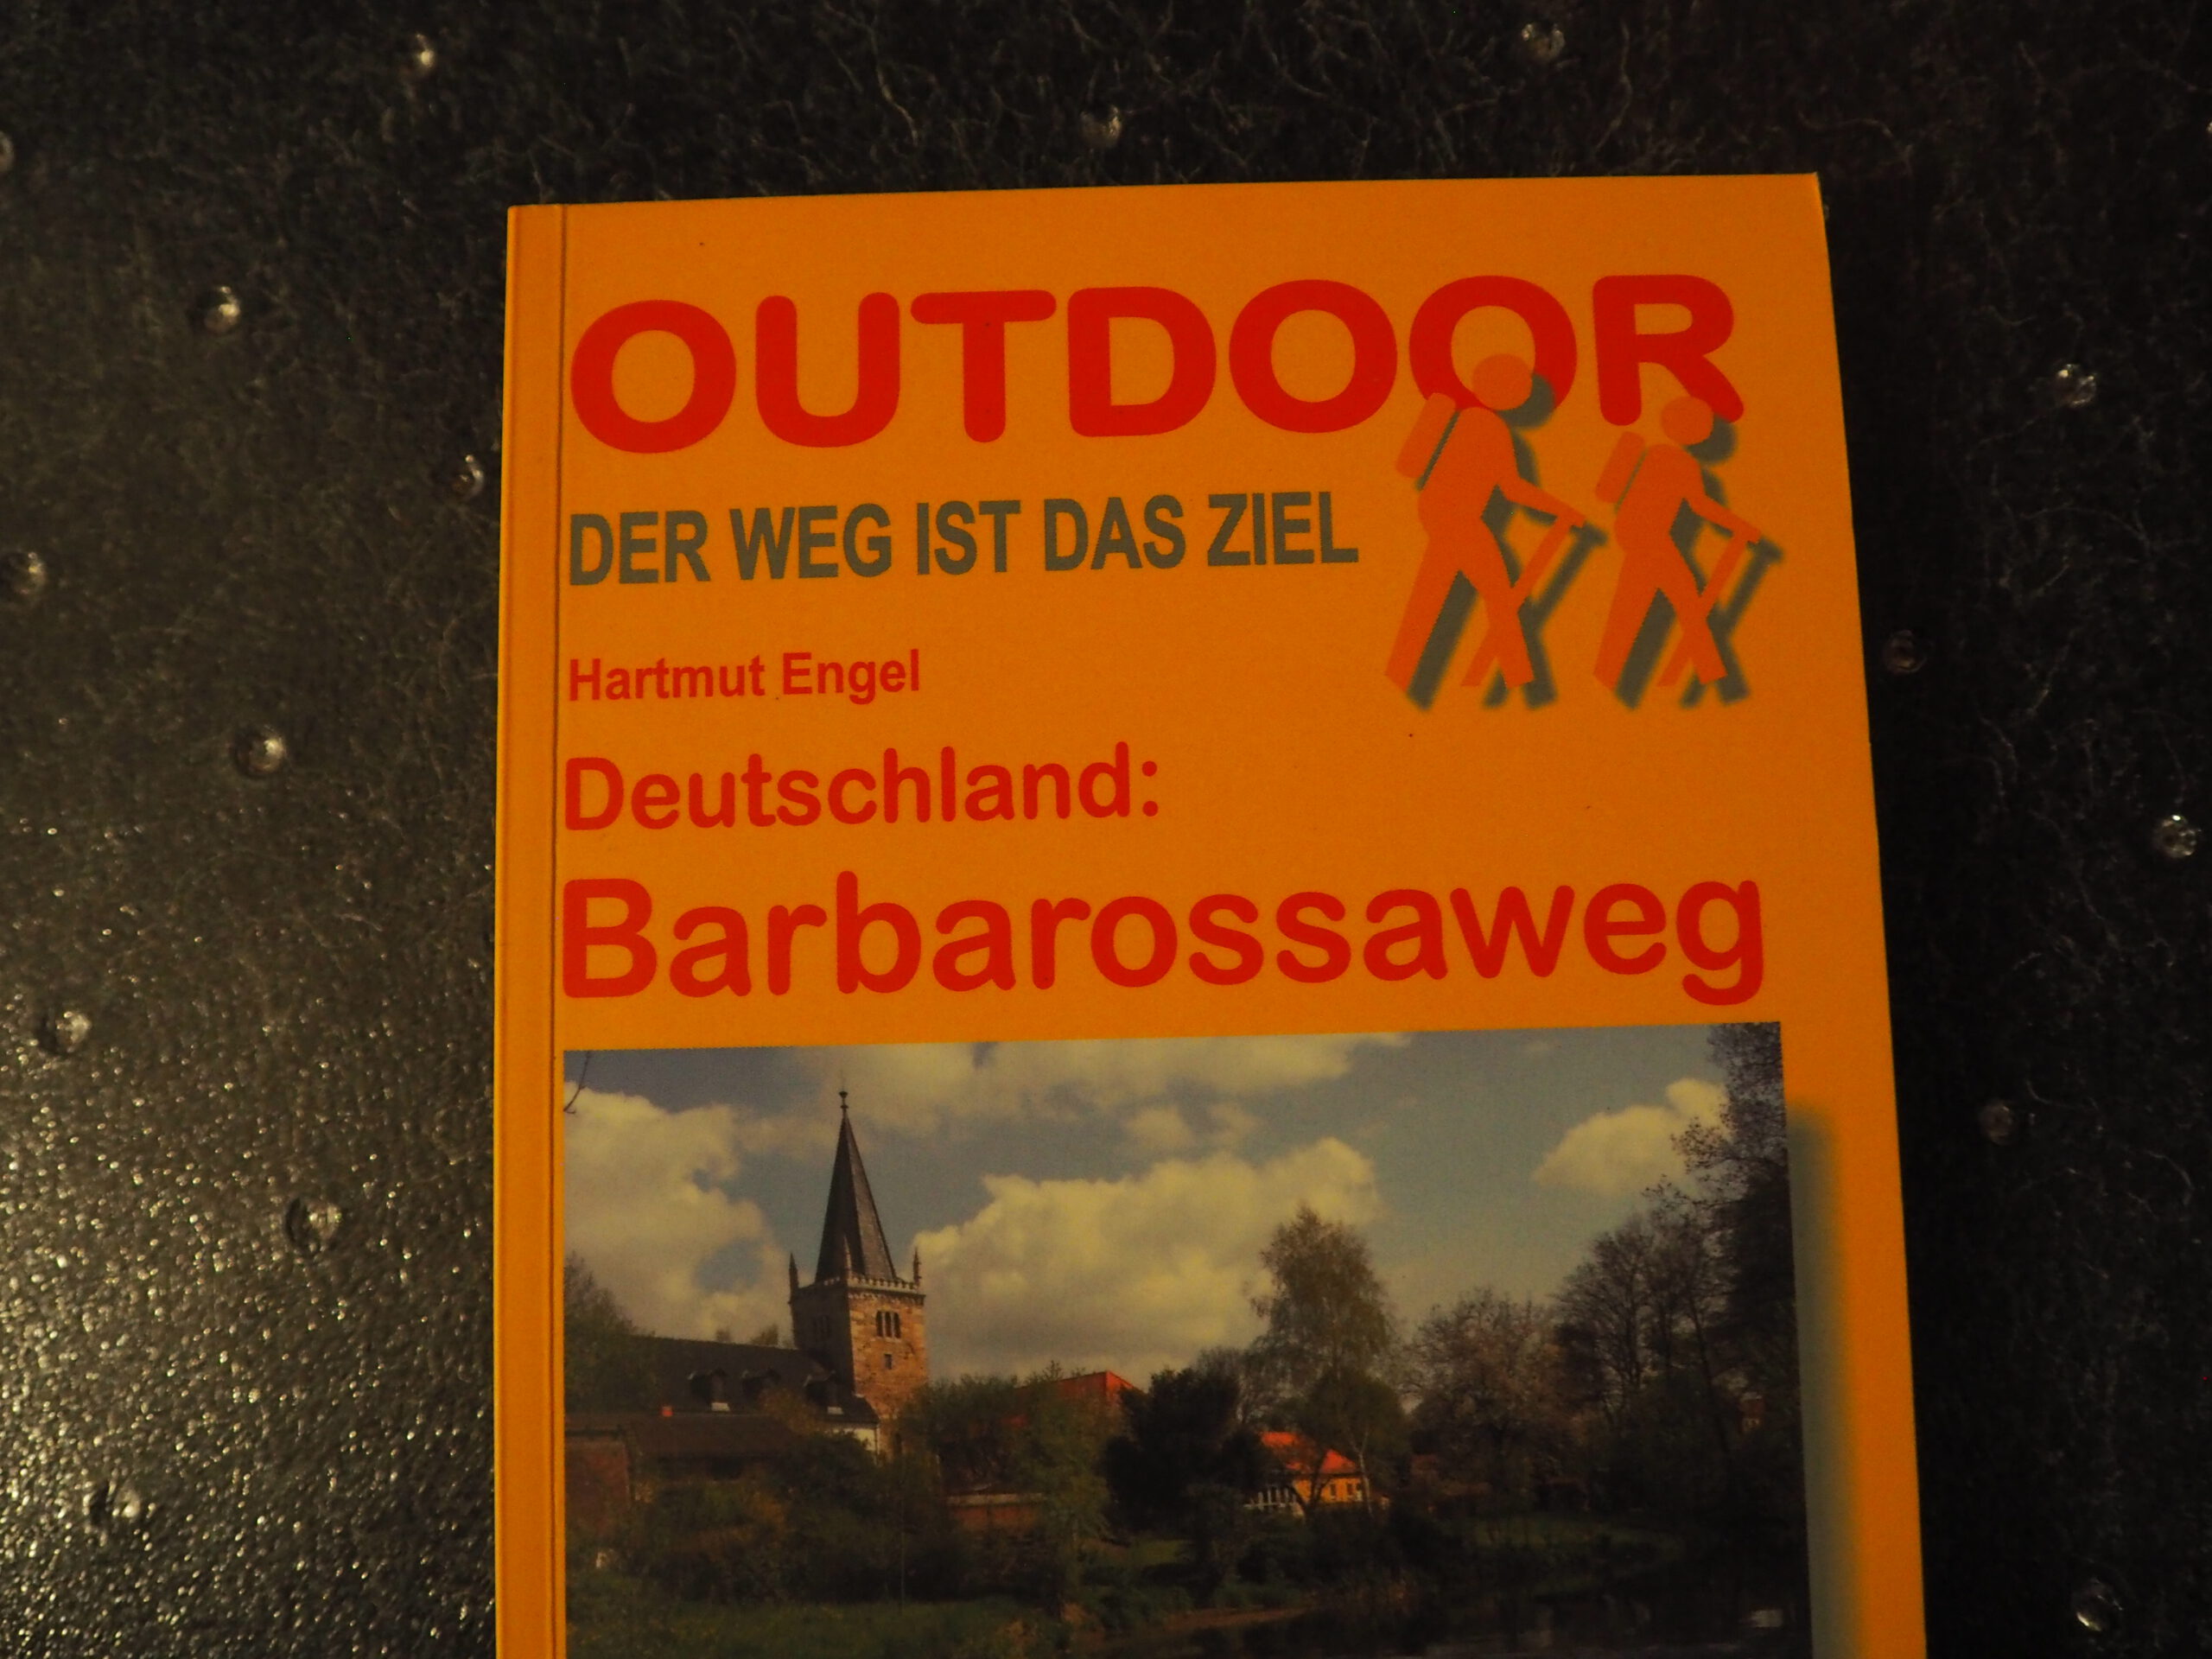 OUTDOOR
DER WEG IST DAS ZIEL
Hartmut Engel
Deutschland:
Barbarossaweg